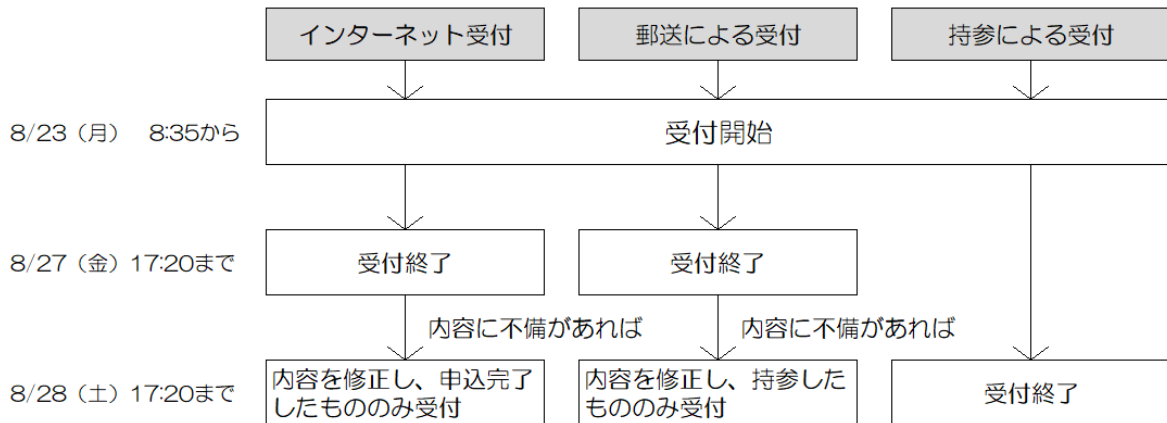 インターネット受付
郵送による受付
持参による受付
8/23（月）　8:35から
受付開始
8/27（金）17:20まで
受付終了
受付終了
内容に不備があれば
内容に不備があれば
8/28（土）17:20まで
内容を修正し、申込完了
したもののみ受付
内容を修正し、持参した
もののみ受付
受付終了